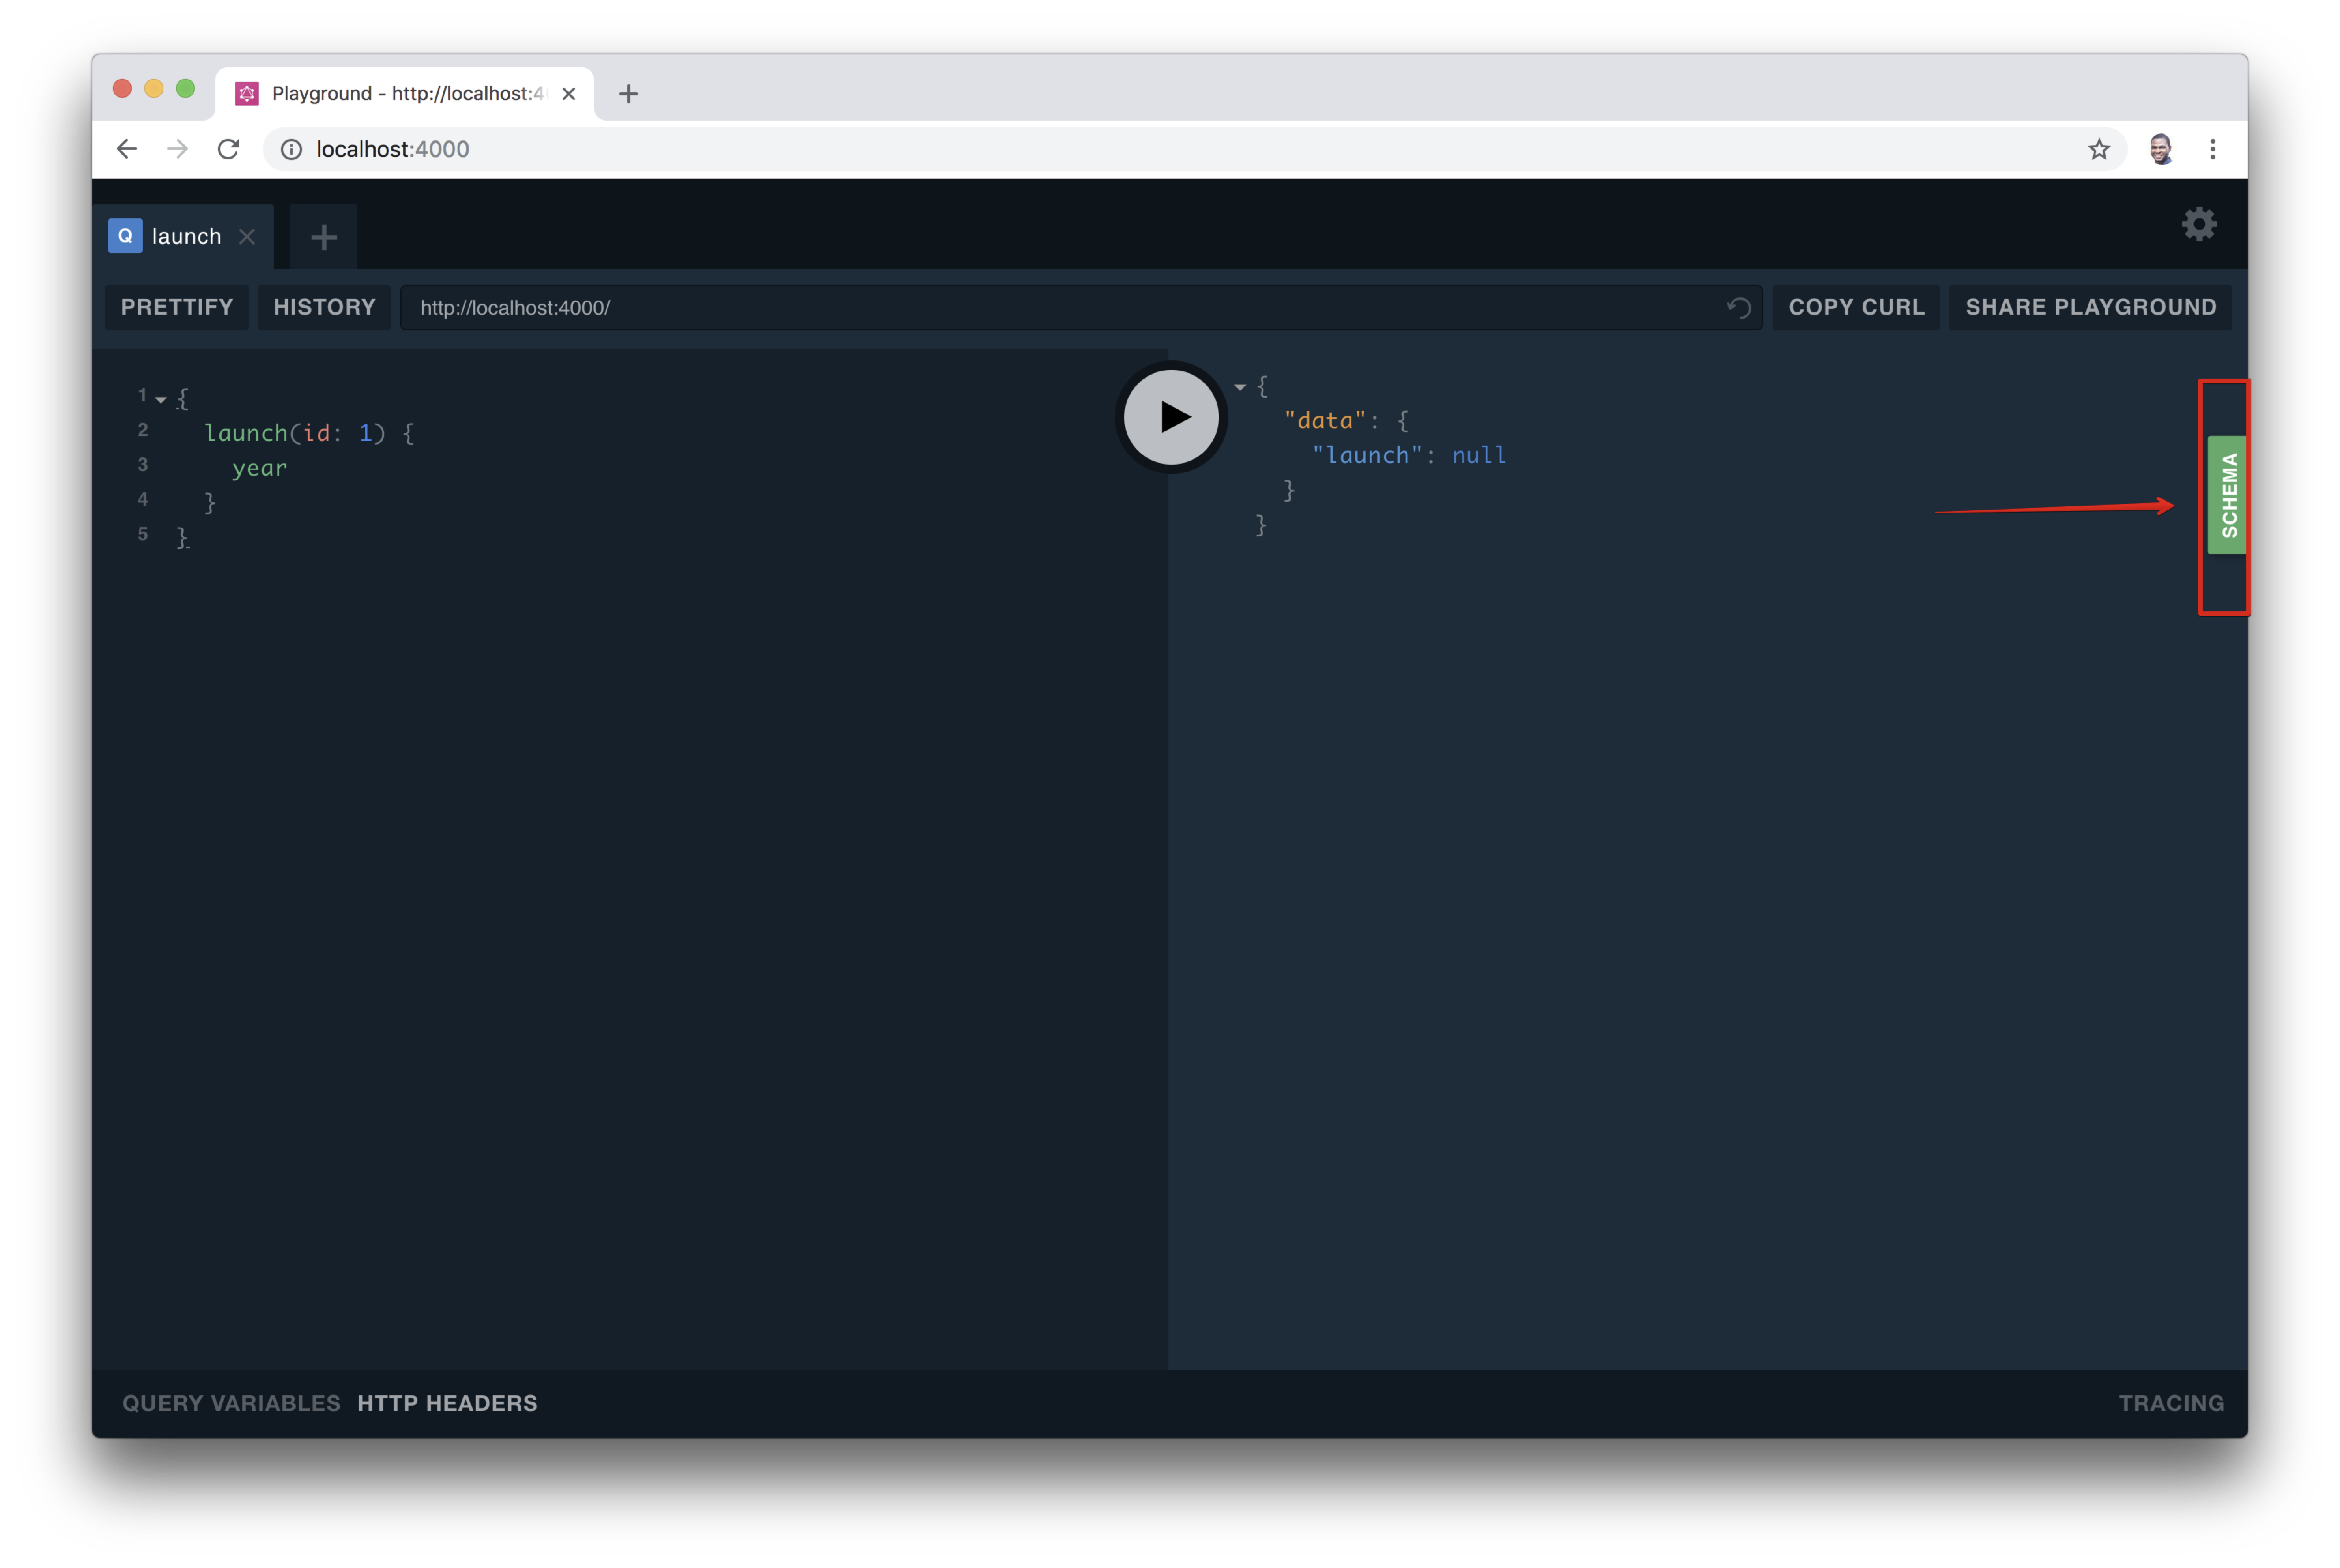 Playground - http://localhost:4
localhost:4000
Q launch
PRETTIFY HISTORY http://localhost:4000/ COPY CURL SHARE PLAYGROUND
1 {
2 launch(id: 1) {
3 year
4 }
5 }
{
"data": {
"launch": null
}
}
SCHEMA
QUERY VARIABLES HTTP HEADERS TRACING